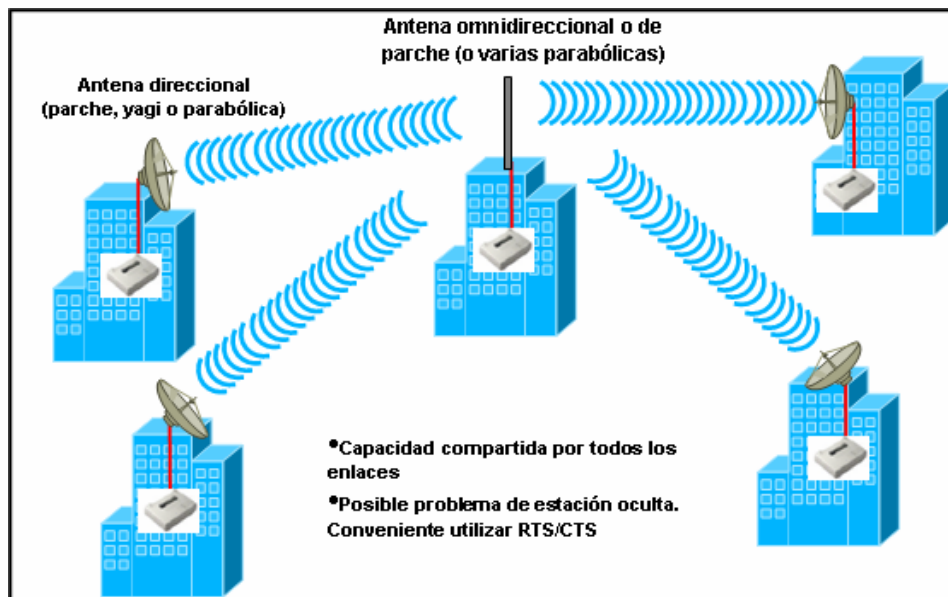 Antena omnidireccional o de
parche (o varias parabólicas)
Antena direccional
(parche, yagi o parabólica)
•Capacidad compartida por todos los
enlaces
•Posible problema de estación oculta.
Conveniente utilizar RTS/CTS